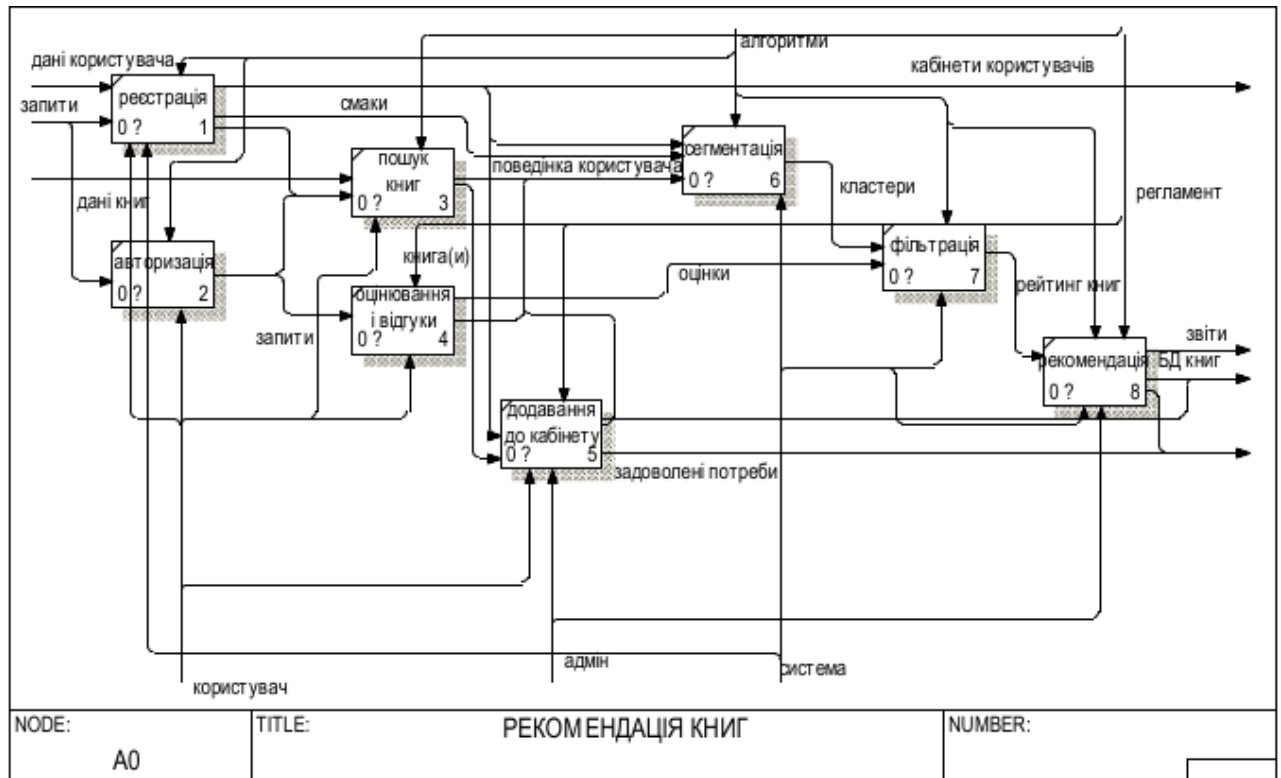 алгоритми
дані користувача
кабінети користувачів
реєстрація
0 ? 1
запити
смаки
сегментація
0 ? 6
пошук
книг
0 ? 3
поведінка користувача
кластери
регламент
дані книг
авторизація
0 ? 2
книга(и)
фільтрація
0 ? 7
оцінки
рейтинг книг
оцінювання
і відгуки
0 ? 4
запити
звіти
рекомендація
0 ? 8
БД книг
додавання
до кабінету
0 ? 5
задоволені потреби
адмін
система
користувач
NODE:
A0
TITLE:
РЕКОМЕНДАЦІЯ КНИГ
NUMBER: